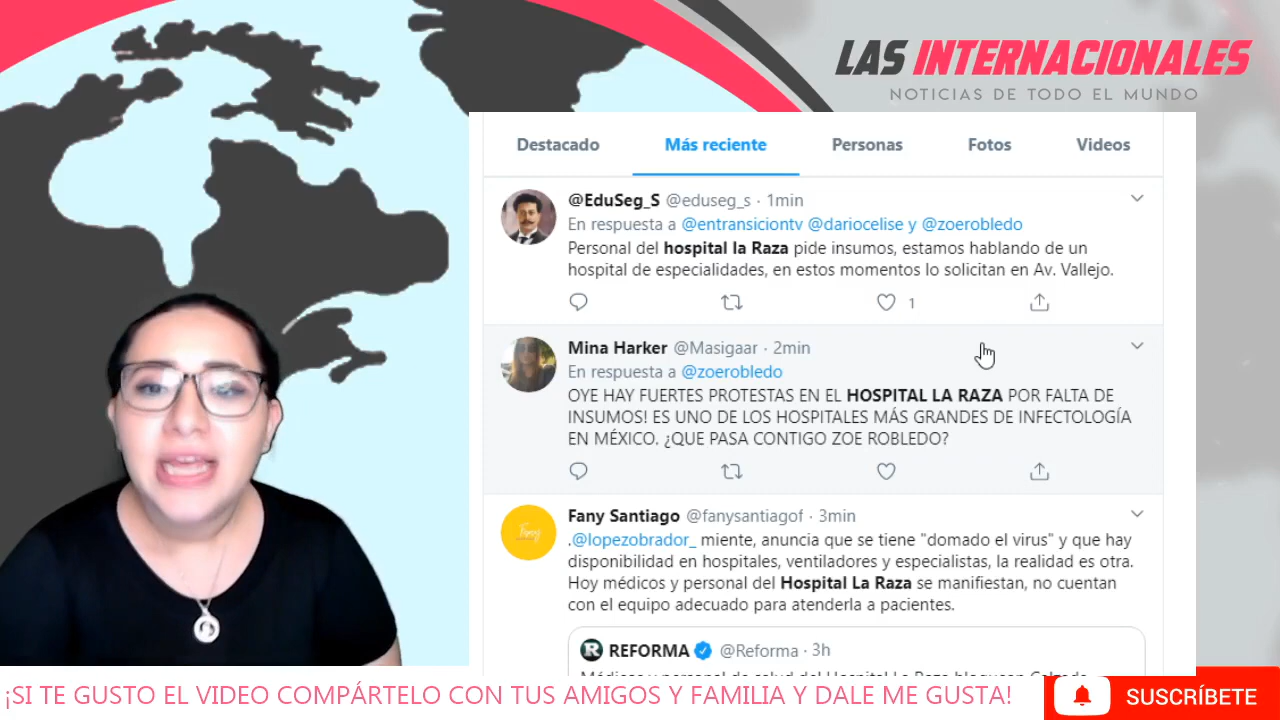 LAS INTERNACIONALES
NOTICIAS DE TODO EL MUNDO
Destacado Más reciente Personas Fotos Videos
@EduSeg_S @eduseg_s · 1min
En respuesta a @entransiciontv @dariocelise y @zoerobledo
Personal del hospital la Raza pide insumos, estamos hablando de un
hospital de especialidades, en estos momentos lo solicitan en Av. Vallejo.
1
Mina Harker @Masigaar · 2min
En respuesta a @zoerobledo
OYE HAY FUERTES PROTESTAS EN EL HOSPITAL LA RAZA POR FALTA DE
INSUMOS! ES UNO DE LOS HOSPITALES MÁS GRANDES DE INFECTOLOGÍA
EN MÉXICO. ¿QUE PASA CONTIGO ZOE ROBLEDO?
Fany
Fany Santiago @fanysantiagof · 3min
.@lopezobrador_ miente, anuncia que se tiene "domado el virus" y que hay
disponibilidad en hospitales, ventiladores y especialistas, la realidad es otra.
Hoy médicos y personal del Hospital La Raza se manifiestan, no cuentan
con el equipo adecuado para atenderla a pacientes.
R REFORMA @Reforma · 3h
¡SI TE GUSTO EL VIDEO COMPÁRTELO CON TUS AMIGOS Y FAMILIA Y DALE ME GUSTA!
SUSCRÍBETE